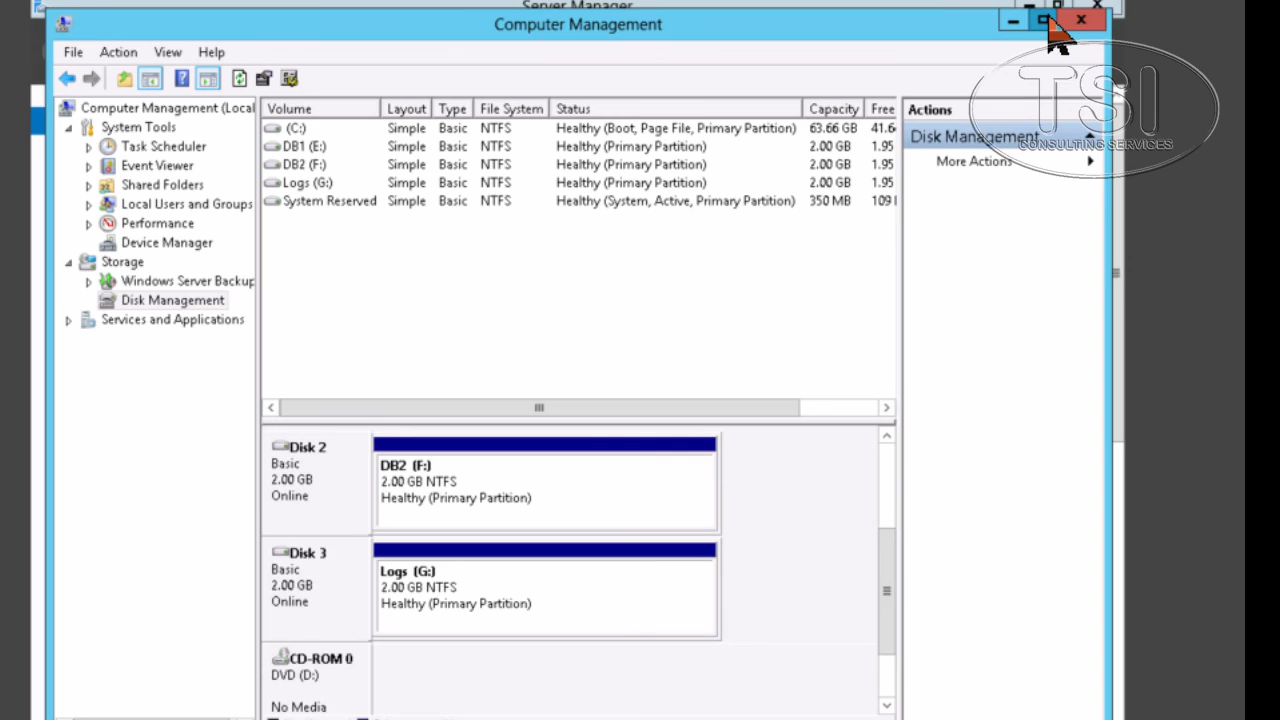 Server Manager
Computer Management
File Action View Help
Computer Management (Local
System Tools
Task Scheduler
Event Viewer
Shared Folders
Local Users and Groups
Performance
Device Manager
Storage
Windows Server Backup
Disk Management
Services and Applications
Volume Layout Type File System Status Capacity Free
(C:) Simple Basic NTFS Healthy (Boot, Page File, Primary Partition) 63.66 GB 41.6
DB1 (E:) Simple Basic NTFS Healthy (Primary Partition) 2.00 GB 1.95
DB2 (F:) Simple Basic NTFS Healthy (Primary Partition) 2.00 GB 1.95
Logs (G:) Simple Basic NTFS Healthy (Primary Partition) 2.00 GB 1.95
System Reserved Simple Basic NTFS Healthy (System, Active, Primary Partition) 350 MB 109
Disk 2
Basic
2.00 GB
Online
DB2 (F:)
2.00 GB NTFS
Healthy (Primary Partition)
Disk 3
Basic
2.00 GB
Online
Logs (G:)
2.00 GB NTFS
Healthy (Primary Partition)
CD-ROM 0
DVD (D:)
No Media
Actions
Disk Management
More Actions
TSI
CONSULTING SERVICES